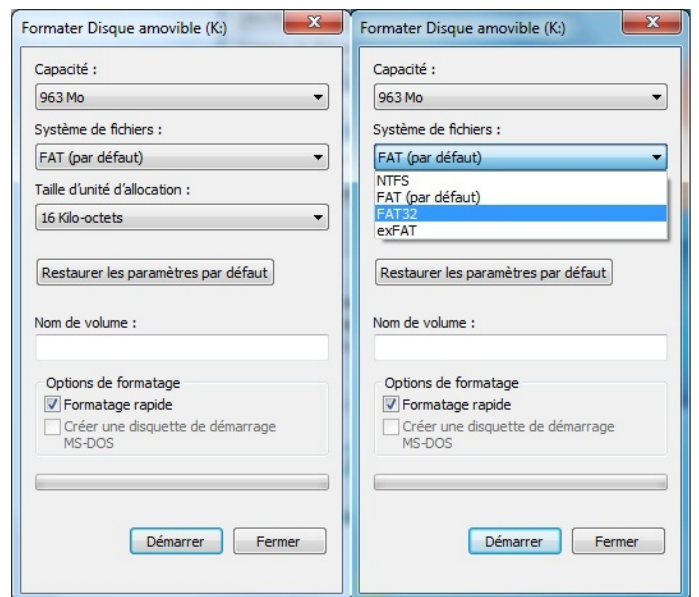 Formater Disque amovible (K:)
Capacité :
963 Mo
Système de fichiers :
FAT (par défaut)
Taille d'unité d'allocation :
16 Kilo-octets
Restaurer les paramètres par défaut
Nom de volume :
Options de formatage
Formatage rapide
Créer une disquette de démarrage
MS-DOS
Démarrer
Fermer
Formater Disque amovible (K:)
Capacité :
963 Mo
Système de fichiers :
FAT (par défaut)
NTFS
FAT (par défaut)
FAT32
exFAT
Restaurer les paramètres par défaut
Nom de volume :
Options de formatage
Formatage rapide
Créer une disquette de démarrage
MS-DOS
Démarrer
Fermer